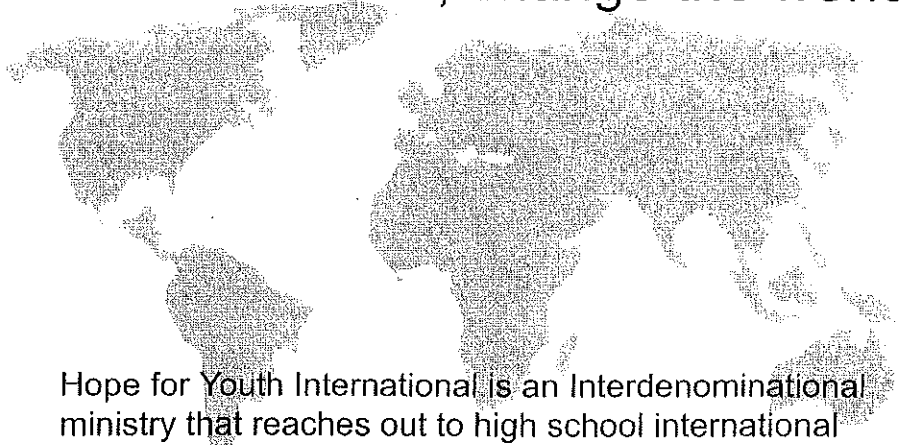 Hope for Youth International is an Interdenominational
ministry that reaches out to high school international